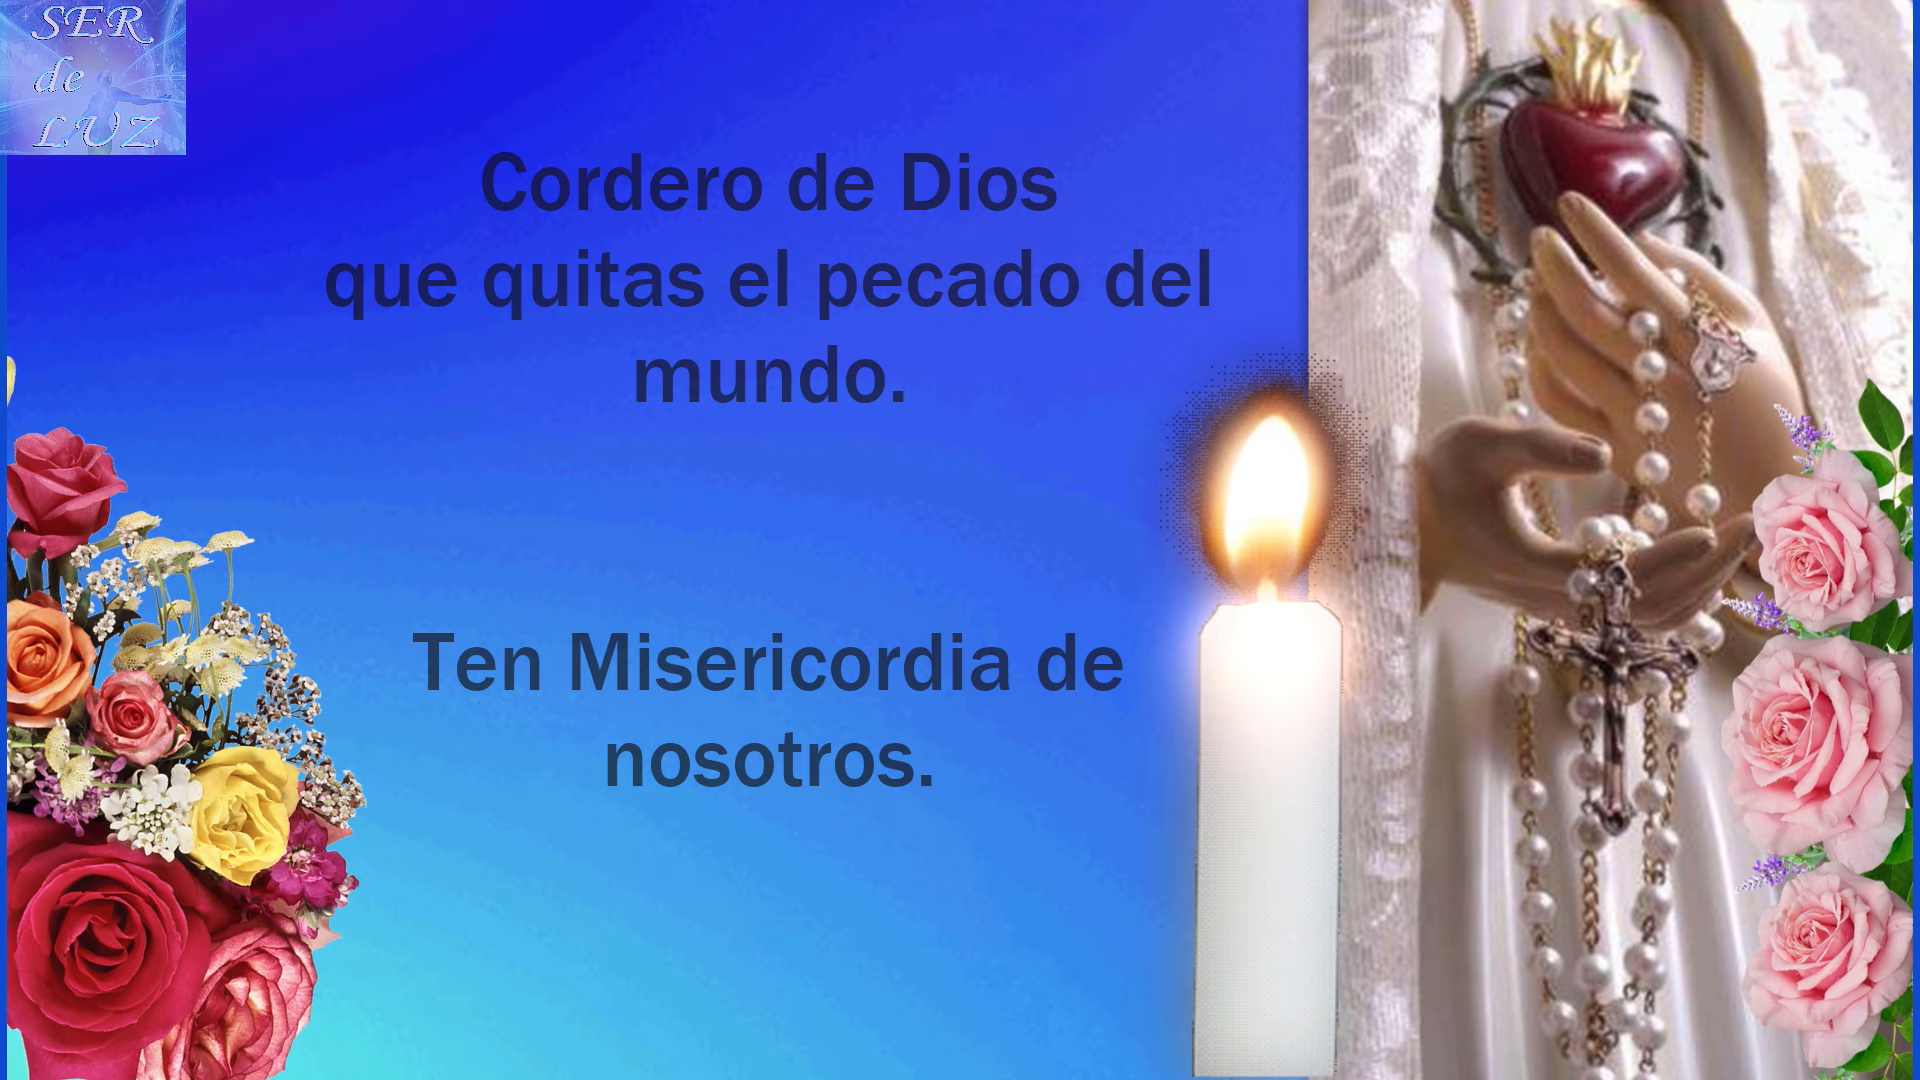 SER
de
LUZ
Cordero de Dios
que quitas el pecado del
mundo.
Ten Misericordia de
nosotros.